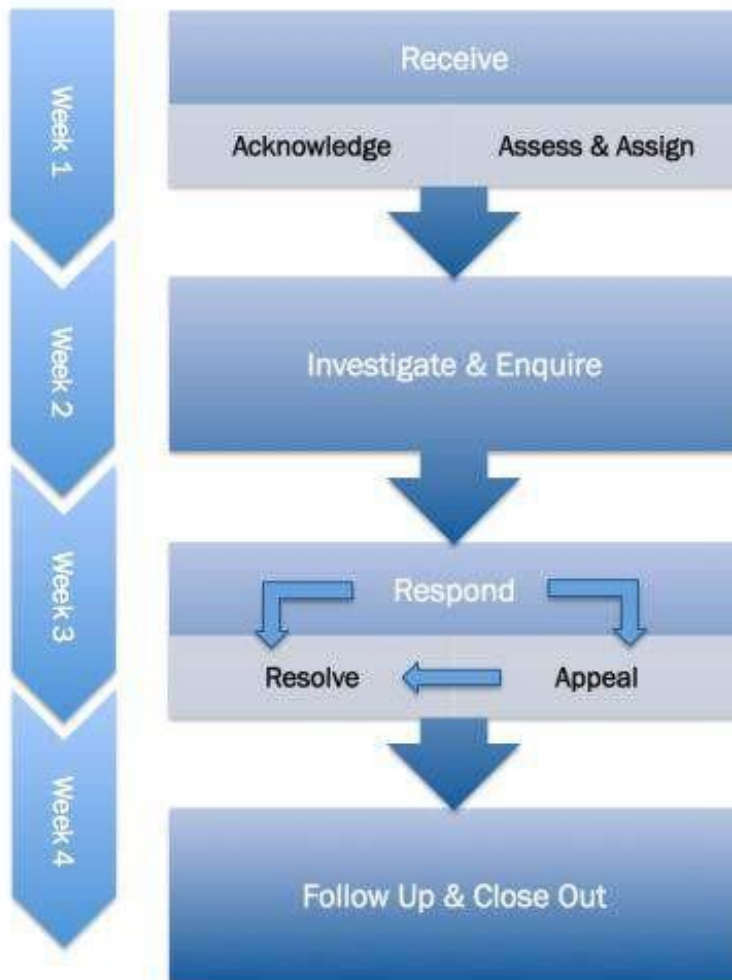 Week 1
Receive
Acknowledge
Assess & Assign
Week 2
Investigate & Enquire
Week 3
Respond
Resolve
Appeal
Week 4
Follow Up & Close Out